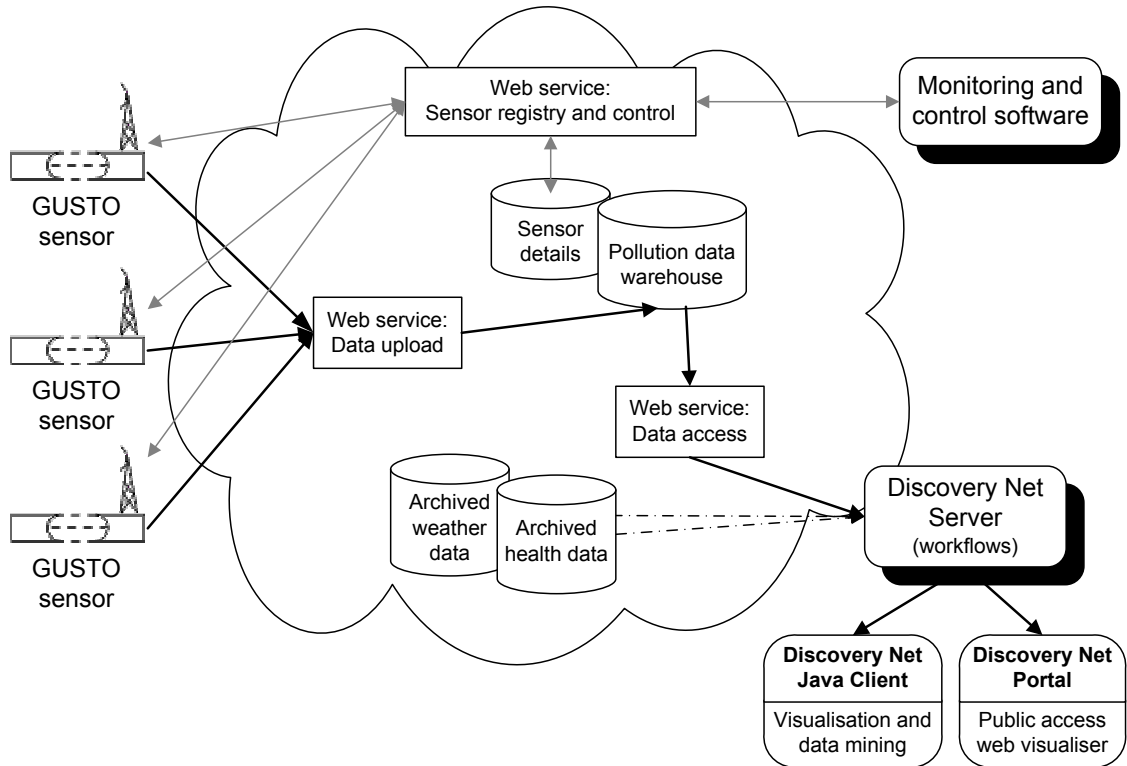 Web service:
Sensor registry and control
Monitoring and
control software
GUSTO
sensor
Sensor
details
Pollution data
warehouse
GUSTO
sensor
Web service:
Data upload
Web service:
Data access
GUSTO
sensor
Archived
weather
data
Archived
health data
Discovery Net
Server
(workflows)
Discovery Net
Java Client
Visualisation and
data mining
Discovery Net
Portal
Public access
web visualiser